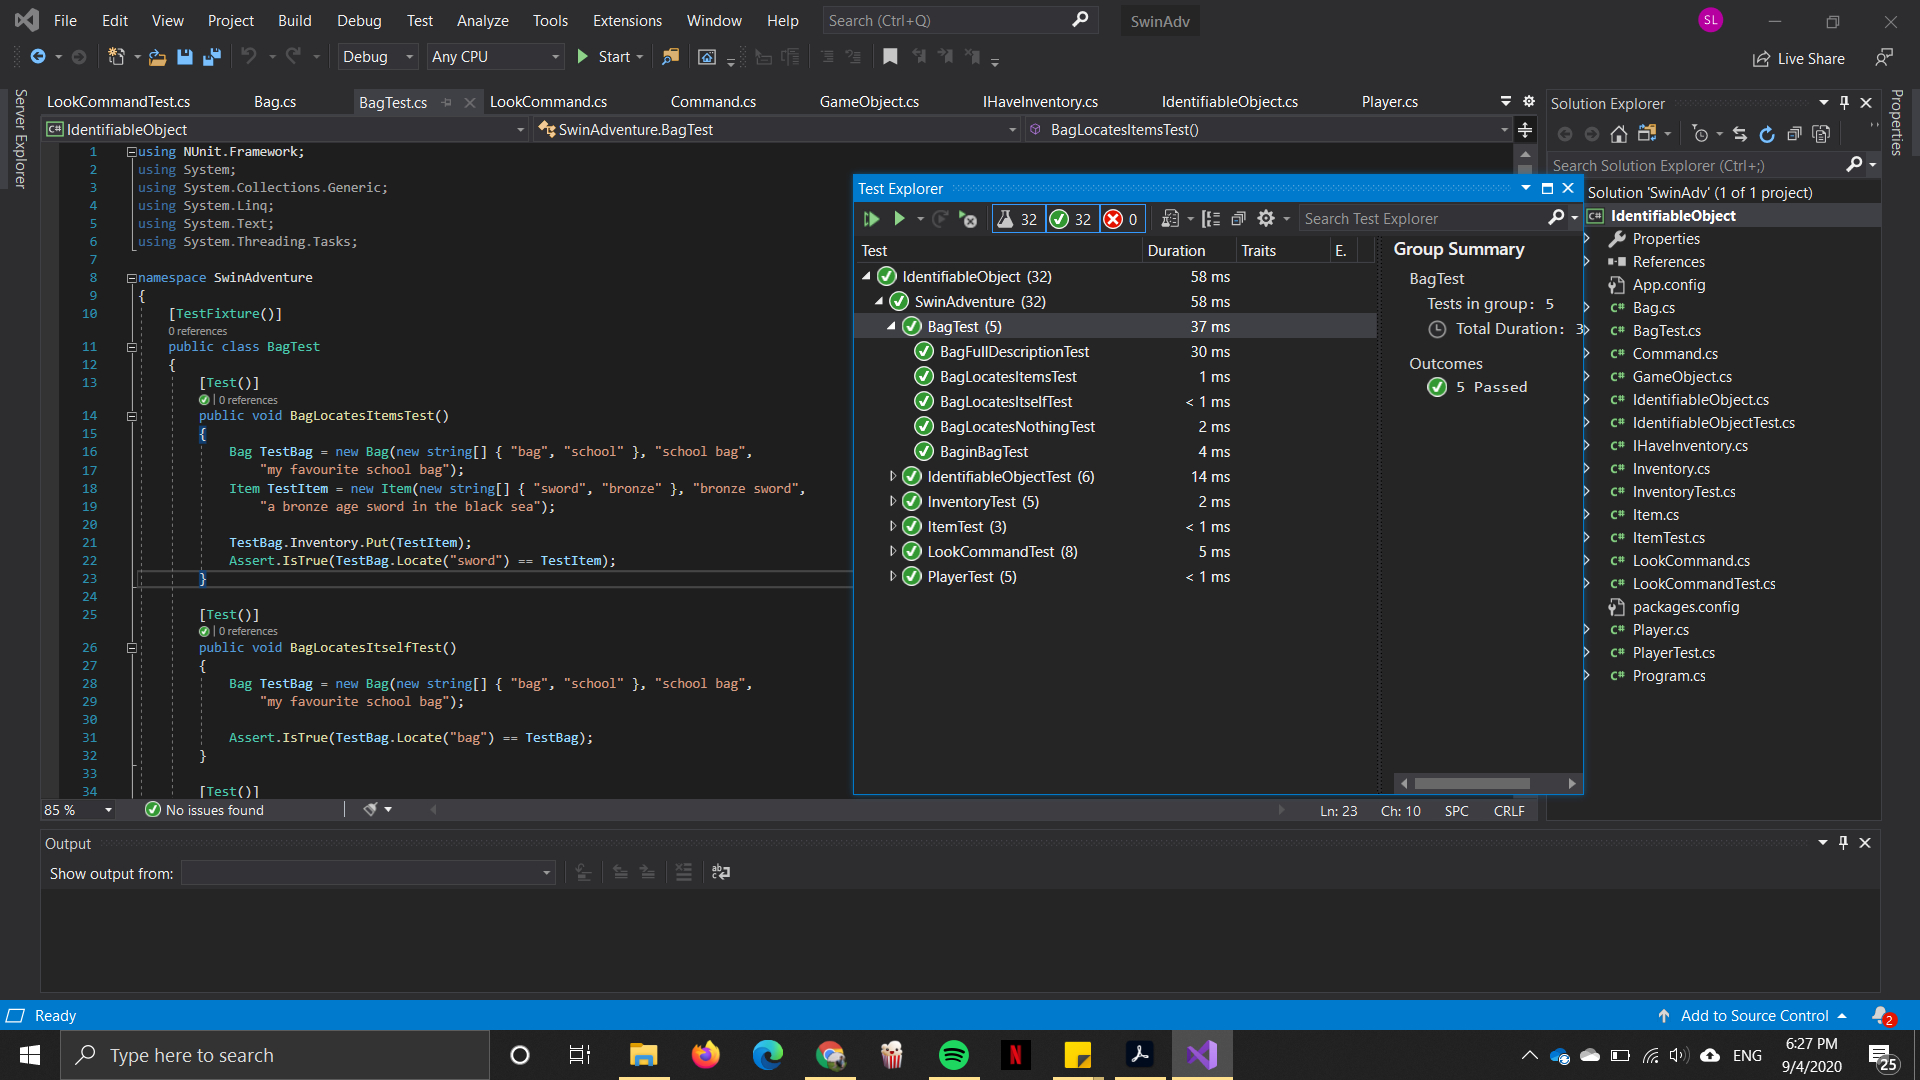 File Edit View Project Build Debug Test Analyze Tools Extensions Window Help Search (Ctrl+Q) SwinAdv SL
Debug Any CPU Start Live Share
Server Explorer
LookCommandTest.cs Bag.cs BagTest.cs LookCommand.cs Command.cs GameObject.cs IHaveInventory.cs IdentifiableObject.cs Player.cs
C# IdentifiableObject SwinAdventure.BagTest BagLocatesItemsTest()
1 using NUnit.Framework;
2 using System;
3 using System.Collections.Generic;
4 using System.Linq;
5 using System.Text;
6 using System.Threading.Tasks;
7
8 namespace SwinAdventure
9 {
10 [TestFixture()]
0 references
11 public class BagTest
12 {
13 [Test()]
| 0 references
14 public void BagLocatesItemsTest()
15 {
16 Bag TestBag = new Bag(new string[] { "bag", "school" }, "school bag",
17 "my favourite school bag");
18 Item TestItem = new Item(new string[] { "sword", "bronze" }, "bronze sword",
19 "a bronze age sword in the black sea");
20
21 TestBag.Inventory.Put(TestItem);
22 Assert.IsTrue(TestBag.Locate("sword") == TestItem);
23 }
24
25 [Test()]
| 0 references
26 public void BagLocatesItselfTest()
27 {
28 Bag TestBag = new Bag(new string[] { "bag", "school" }, "school bag",
29 "my favourite school bag");
30
31 Assert.IsTrue(TestBag.Locate("bag") == TestBag);
32 }
33
34 [Test()]
85 % No issues found Ln: 23 Ch: 10 SPC CRLF
Test Explorer
32 32 0 Search Test Explorer
Test Duration Traits E.
IdentifiableObject (32) 58 ms
SwinAdventure (32) 58 ms
BagTest (5) 37 ms
BagFullDescriptionTest 30 ms
BagLocatesItemsTest 1 ms
BagLocatesItselfTest < 1 ms
BagLocatesNothingTest 2 ms
BaginBagTest 4 ms
IdentifiableObjectTest (6) 14 ms
InventoryTest (5) 2 ms
ItemTest (3) < 1 ms
LookCommandTest (8) 5 ms
PlayerTest (5) < 1 ms
Group Summary
BagTest
Tests in group: 5
Total Duration: 3
Outcomes
5 Passed
Solution Explorer
Search Solution Explorer (Ctrl+;)
Solution 'SwinAdv' (1 of 1 project)
C# IdentifiableObject
Properties
References
App.config
C# Bag.cs
C# BagTest.cs
C# Command.cs
C# GameObject.cs
C# IdentifiableObject.cs
C# IdentifiableObjectTest.cs
C# IHaveInventory.cs
C# Inventory.cs
C# InventoryTest.cs
C# Item.cs
C# ItemTest.cs
C# LookCommand.cs
C# LookCommandTest.cs
packages.config
C# Player.cs
C# PlayerTest.cs
C# Program.cs
Properties
Output
Show output from:
Ready Add to Source Control 2
Type here to search ENG 6:27 PM
9/4/2020 25